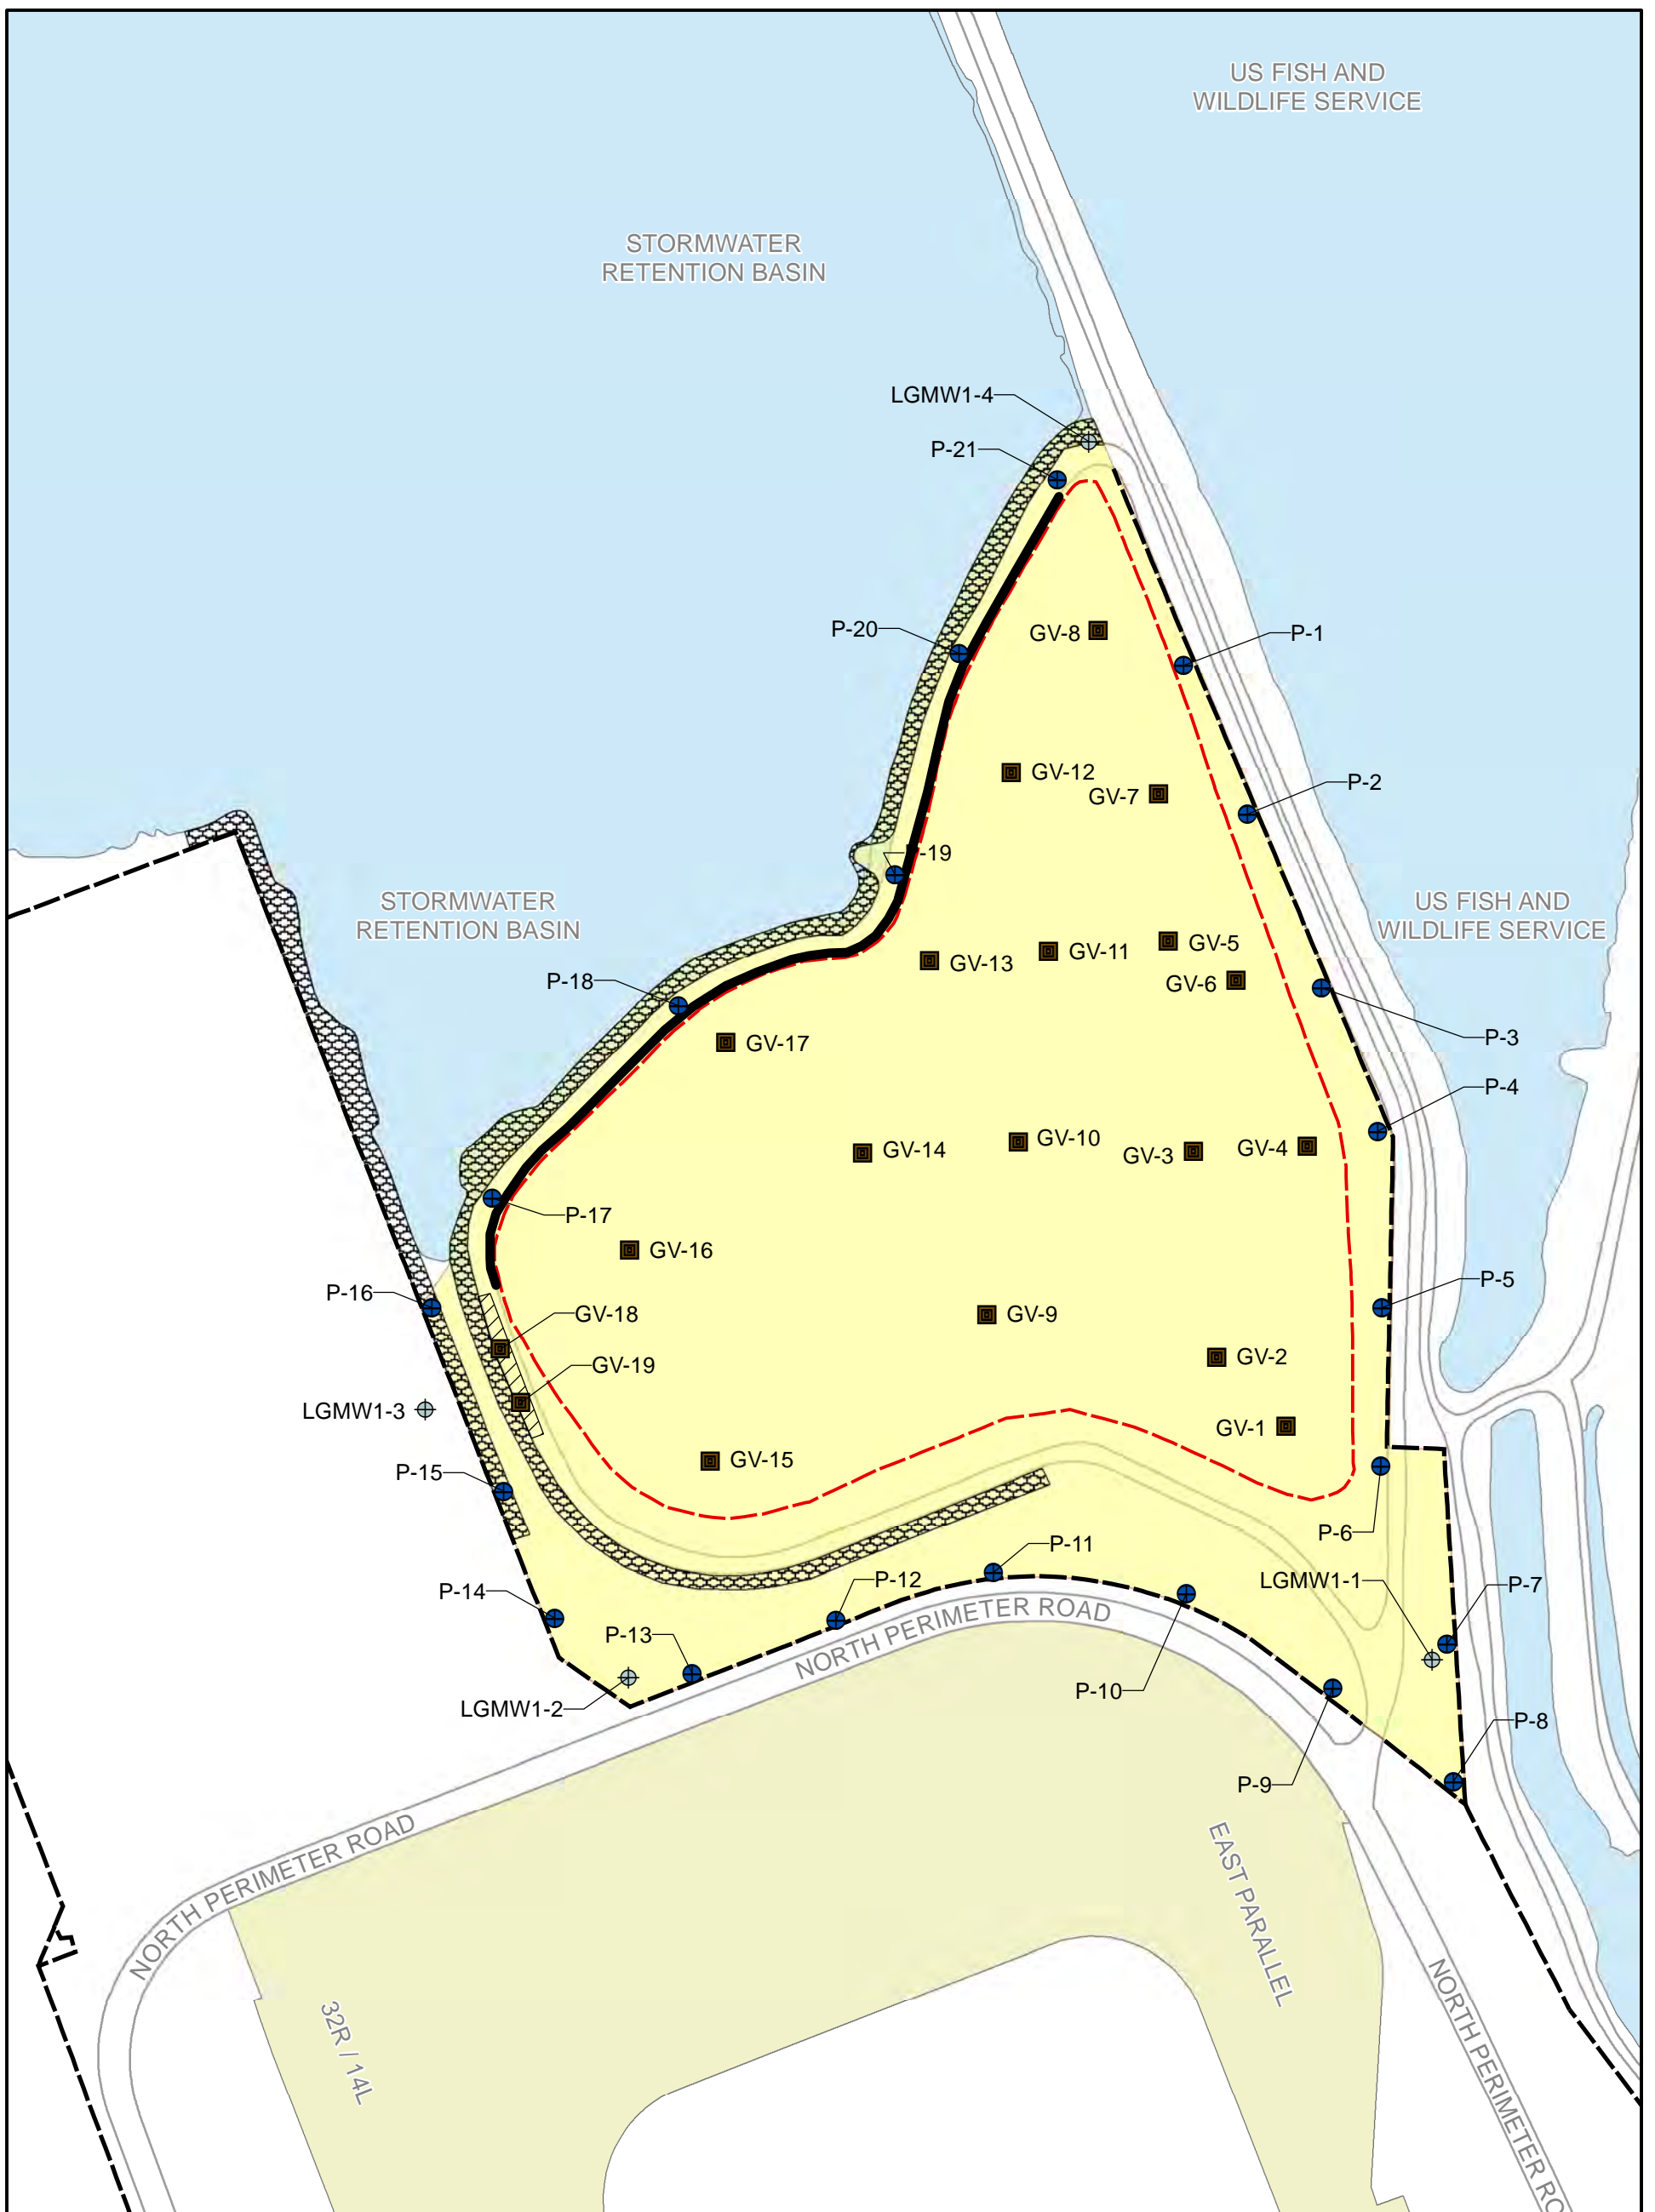 US FISH AND
WILDLIFE SERVICE
STORMWATER
RETENTION BASIN
LGMW1-4
P-21
P-20
GV-8
P-1
GV-12
GV-7
P-2
P-19
STORMWATER
RETENTION BASIN
US FISH AND
WILDLIFE SERVICE
GV-13
GV-11
GV-5
GV-6
P-18
GV-17
P-3
P-4
GV-14
GV-10
GV-3
GV-4
P-17
GV-16
P-16
GV-18
GV-9
P-5
GV-19
GV-2
LGMW1-3
GV-1
P-15
GV-15
P-6
P-11
P-12
LGMW1-1
P-7
P-14
P-13
NORTH PERIMETER ROAD
LGMW1-2
P-10
P-8
P-9
NORTH PERIMETER ROAD
EAST PARALLEL
32R / 14L
NORTH PERIMETER RO